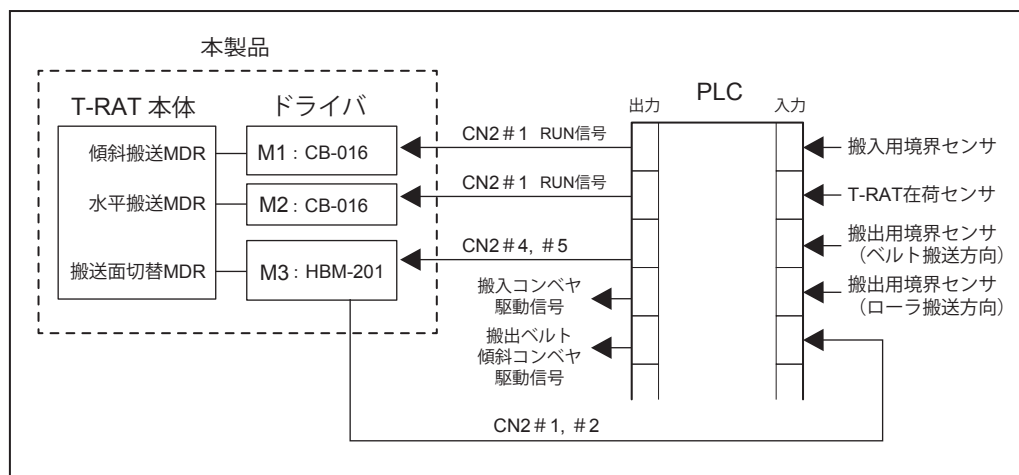 本製品
T-RAT 本体
ドライバ
傾斜搬送MDR
M1：CB-016
水平搬送MDR
M2：CB-016
搬送面切替MDR
M3：HBM-201
CN2＃1 RUN信号
CN2＃1 RUN信号
CN2＃4, ＃5
搬入コンベヤ
駆動信号
搬出ベルト
傾斜コンベヤ
駆動信号
CN2＃1, ＃2
出力
PLC
入力
搬入用境界センサ
T-RAT在荷センサ
搬出用境界センサ
（ベルト搬送方向）
搬出用境界センサ
（ローラ搬送方向）